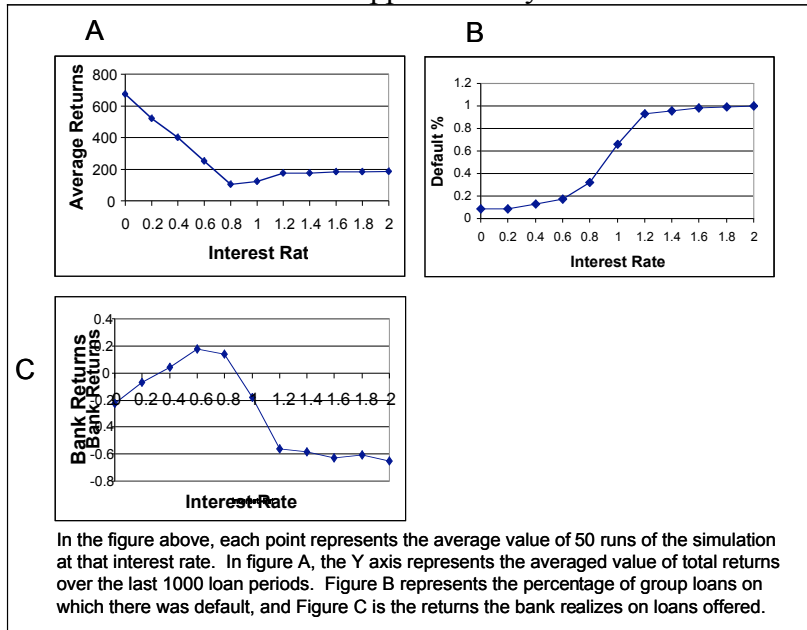 A
B
Average Returns
800
600
400
200
0
0 0.2 0.4 0.6 0.8 1 1.2 1.4 1.6 1.8 2
Interest Rat
Default %
1.2
1
0.8
0.6
0.4
0.2
0
0 0.2 0.4 0.6 0.8 1 1.2 1.4 1.6 1.8 2
Interest Rate
C
Bank Returns
Bank Returns
0.4
0.2
0
-0.2
-0.4
-0.6
-0.8
0 0.2 0.4 0.6 0.8 1 1.2 1.4 1.6 1.8 2
Interest Rate
In the figure above, each point represents the average value of 50 runs of the simulation
at that interest rate. In figure A, the Y axis represents the averaged value of total returns
over the last 1000 loan periods. Figure B represents the percentage of group loans on
which there was default, and Figure C is the returns the bank realizes on loans offered.